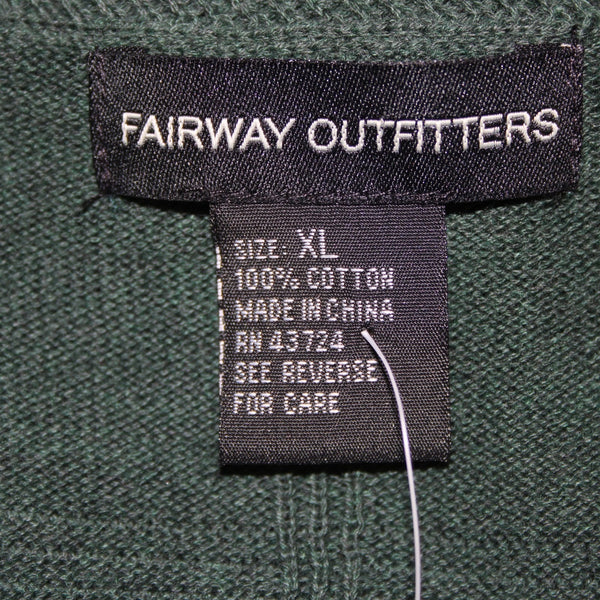 FAIRWAY OUTFITTERS
SIZE: XL
100% COTTON
MADE IN CHINA
RN 43724
SEE REVERSE
FOR CARE